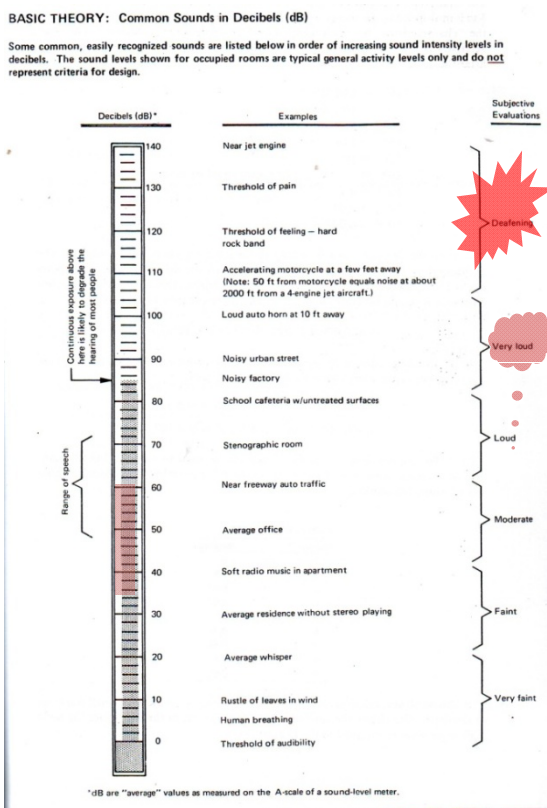 BASIC THEORY: Common Sounds in Decibels (dB)
Some common, easily recognized sounds are listed below in order of increasing sound intensity levels in
decibels. The sound levels shown for occupied rooms are typical general activity levels only and do not
represent criteria for design.
Subjective
Evaluations
Decibels (dB)*
Examples
140
Near jet engine
130
Threshold of pain
Deafening
120
Threshold of feeling – hard
rock band
110
Accelerating motorcycle at a few feet away
(Note: 50 ft from motorcycle equals noise at about
2000 ft from a 4-engine jet aircraft.)
100
Loud auto horn at 10 ft away
Very loud
Continuous exposure above
here is likely to degrade the
hearing of most people
90
Noisy urban street
Noisy factory
80
School cafeteria w/untreated surfaces
Loud
70
Stenographic room
Range of speech
60
Near freeway auto traffic
Moderate
50
Average office
40
Soft radio music in apartment
30
Average residence without stereo playing
Faint
20
Average whisper
10
Rustle of leaves in wind
Very faint
Human breathing
0
Threshold of audibility
*dB are "average" values as measured on the A-scale of a sound-level meter.